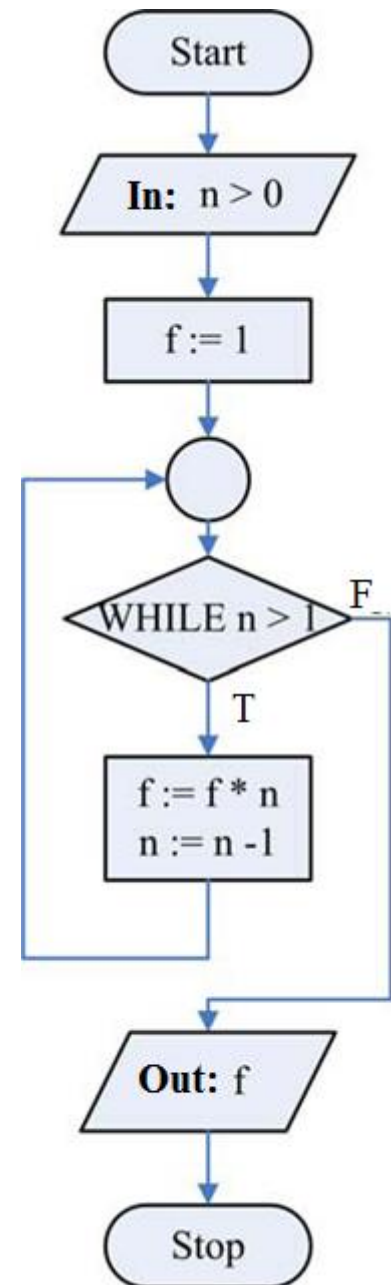 Start
In: n > 0
f := 1
WHILE n > 1
F
T
f := f * n
n := n -1
Out: f
Stop